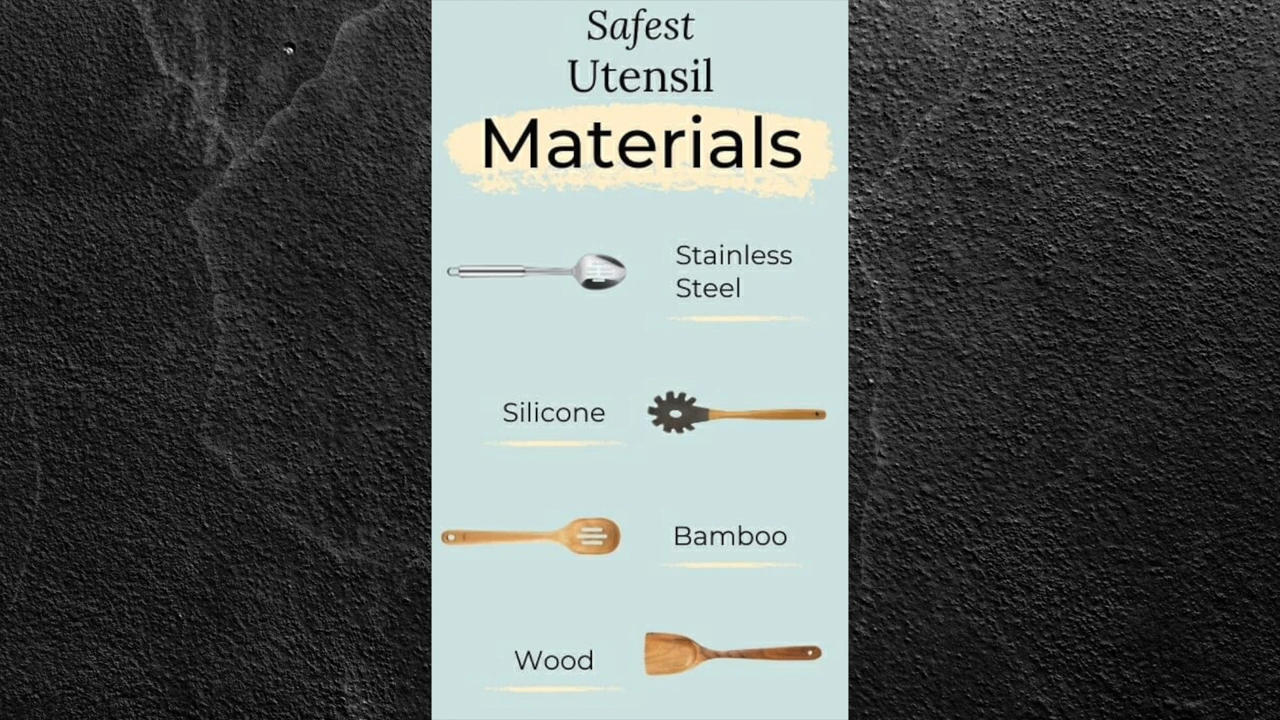 Safest
Utensil
Materials
Stainless
Steel
Silicone
Bamboo
Wood